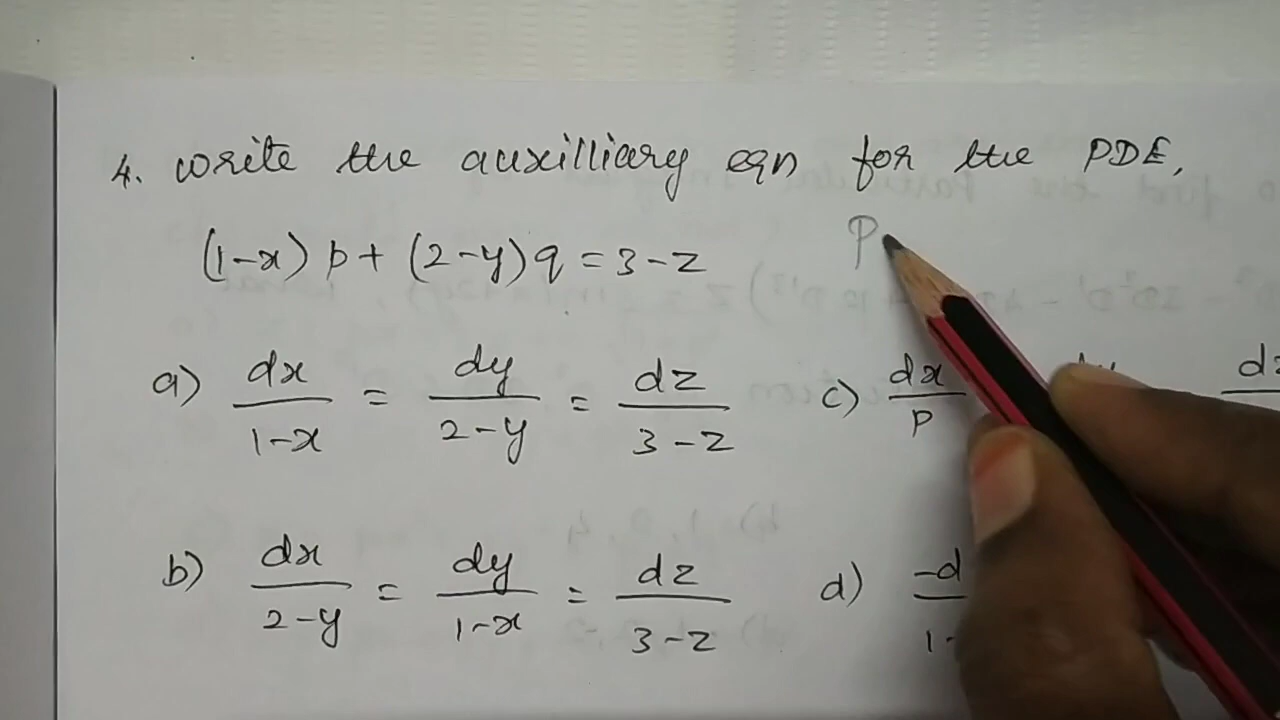 4. Write the auxilliary eqn for the PDE,
(1-x) p + (2-y) q = 3-z
P
a) dx/1-x = dy/2-y = dz/3-z
c) dx/P
b) dx/2-y = dy/1-x = dz/3-z
d) -d/1-